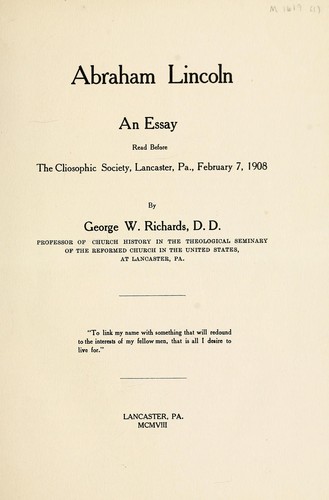 Abraham Lincoln
An Essay
Read Before
The Cliosophic Society, Lancaster, Pa., February 7, 1908
By
George W. Richards, D. D.
PROFESSOR OF CHURCH HISTORY IN THE THEOLOGICAL SEMINARY
OF THE REFORMED CHURCH IN THE UNITED STATES,
AT LANCASTER, PA.
"To link my name with something that will redound
to the interests of my fellow men, that is all I desire to
live for."
LANCASTER, PA.
MCMVIII